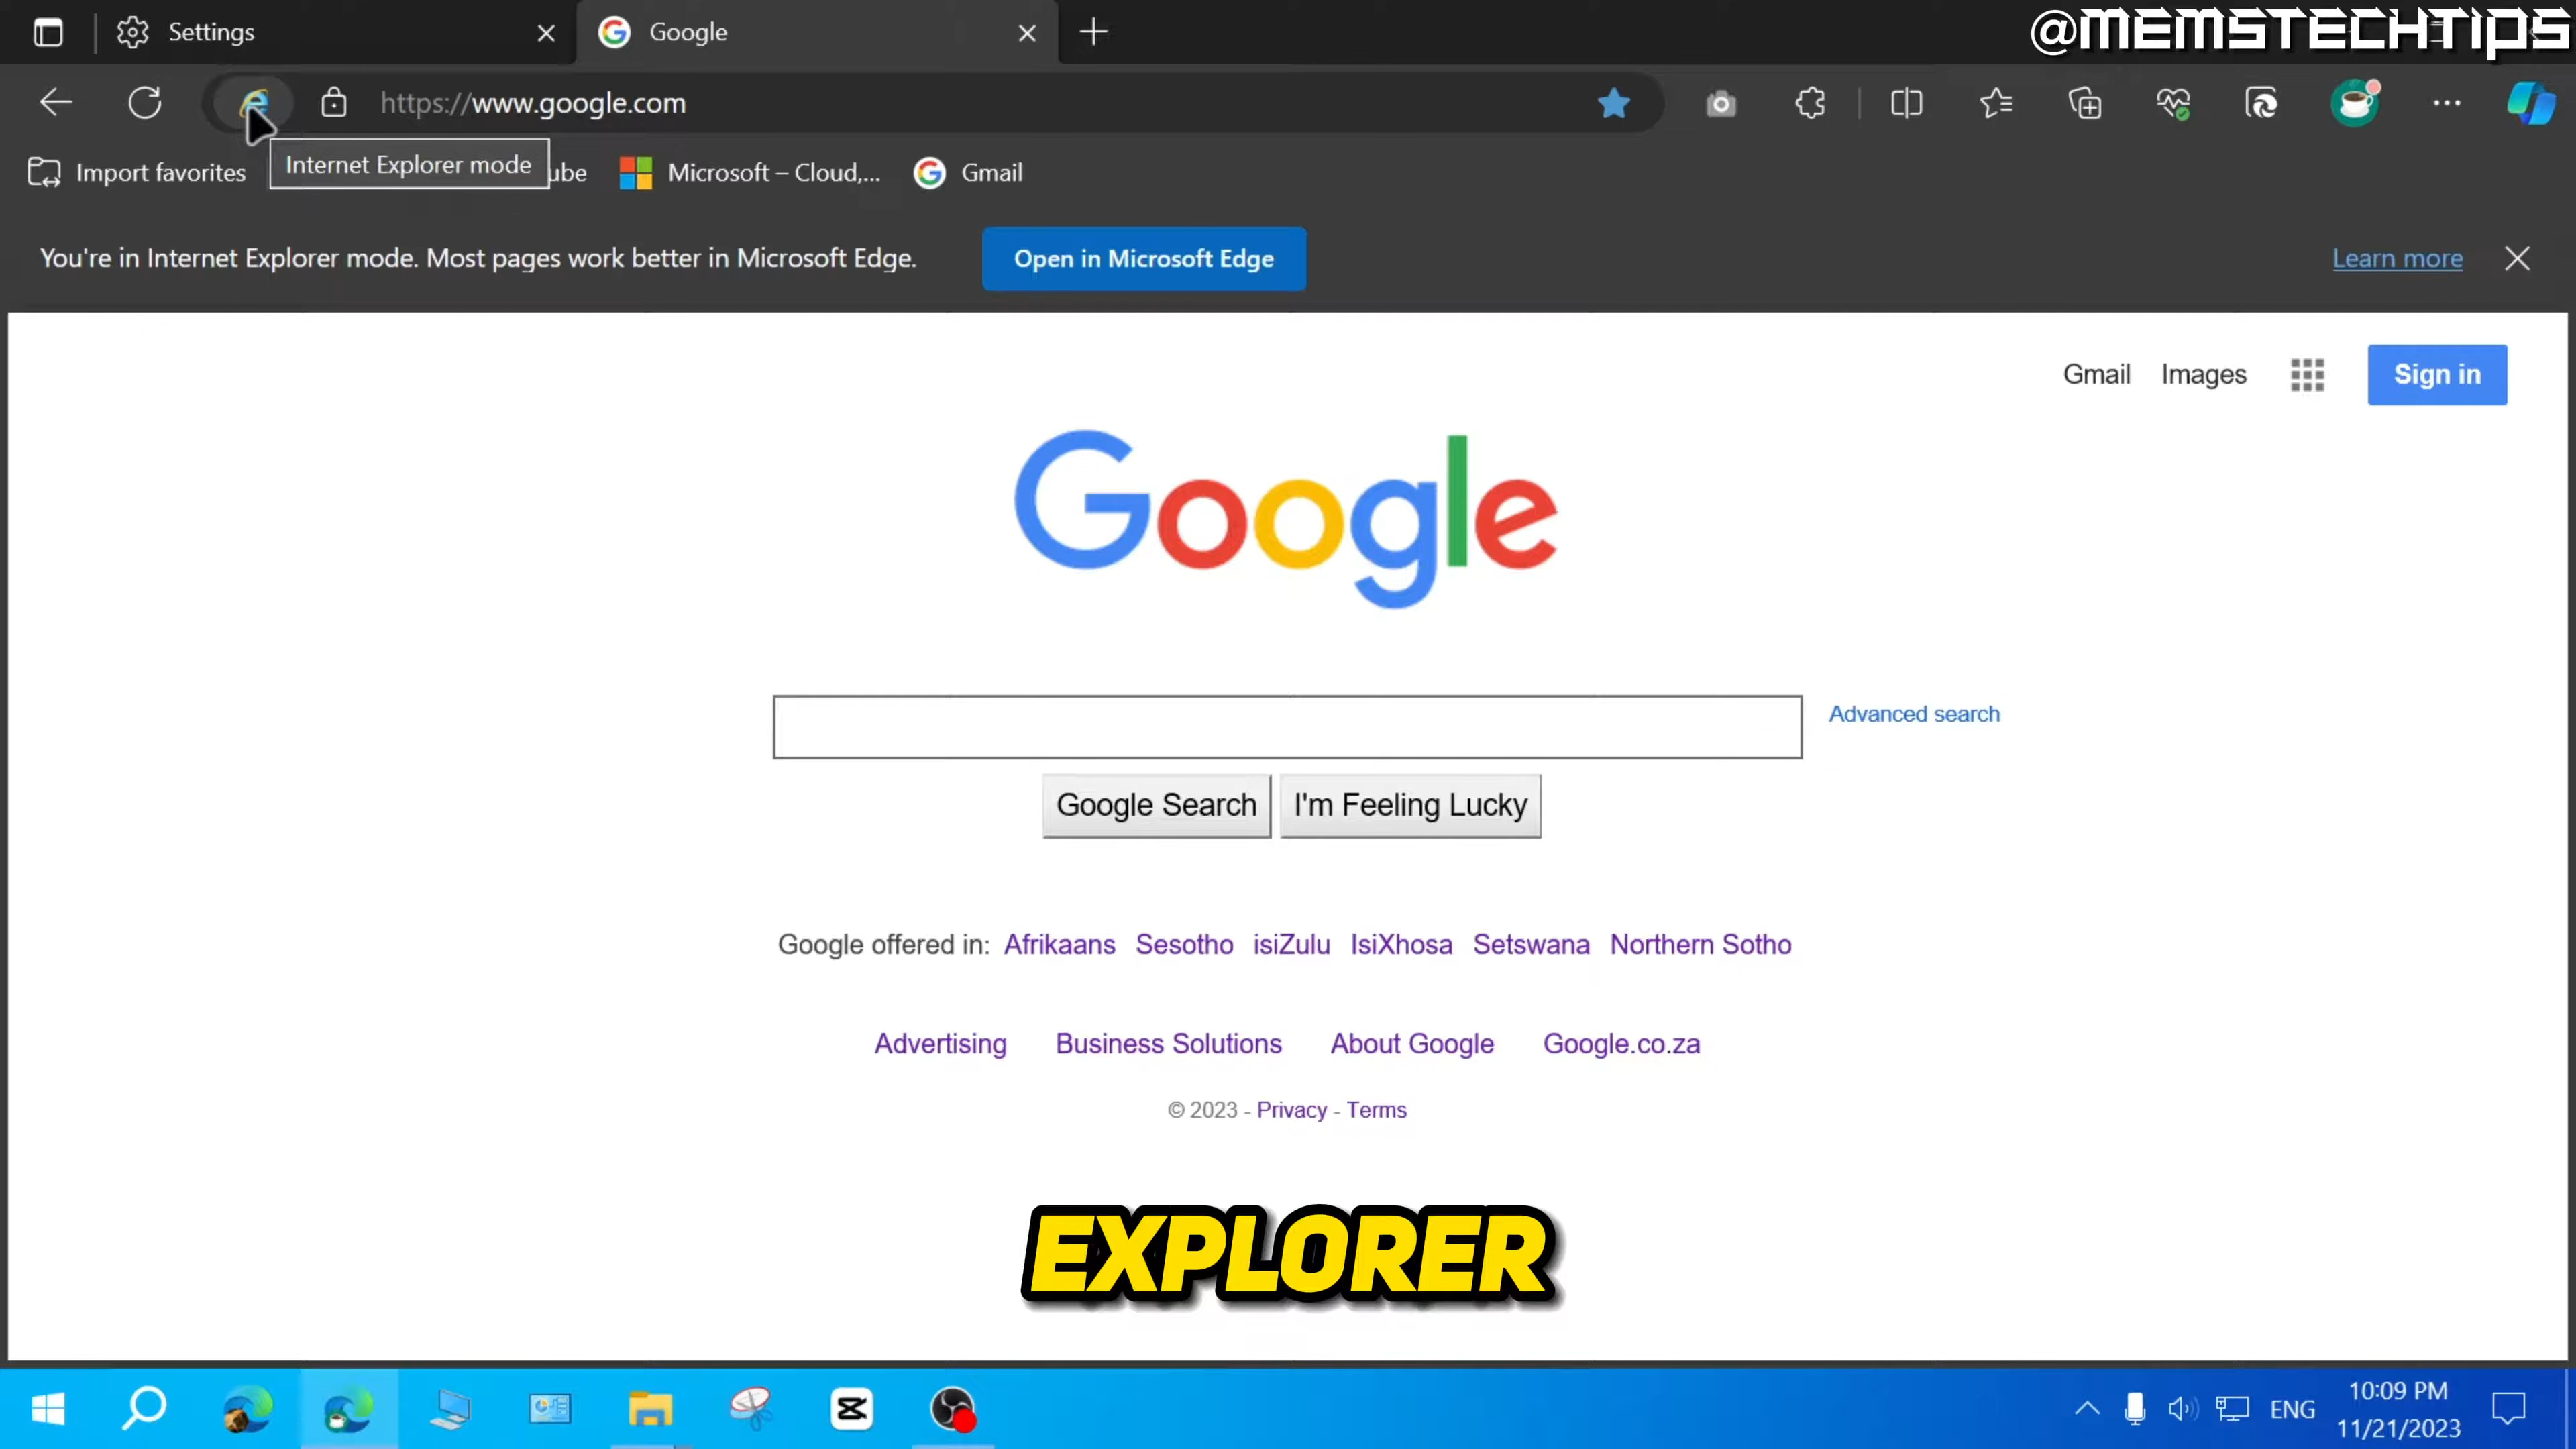 Settings
Google
@MEMSTECHTIPS
https://www.google.com
Import favorites
Internet Explorer mode
ube
Microsoft – Cloud,...
Gmail
You're in Internet Explorer mode. Most pages work better in Microsoft Edge.
Open in Microsoft Edge
Learn more
Gmail
Images
Sign in
Google
Advanced search
Google Search
I'm Feeling Lucky
Google offered in: Afrikaans Sesotho isiZulu IsiXhosa Setswana Northern Sotho
Advertising Business Solutions About Google Google.co.za
© 2023 - Privacy - Terms
EXPLORER
ENG
10:09 PM
11/21/2023